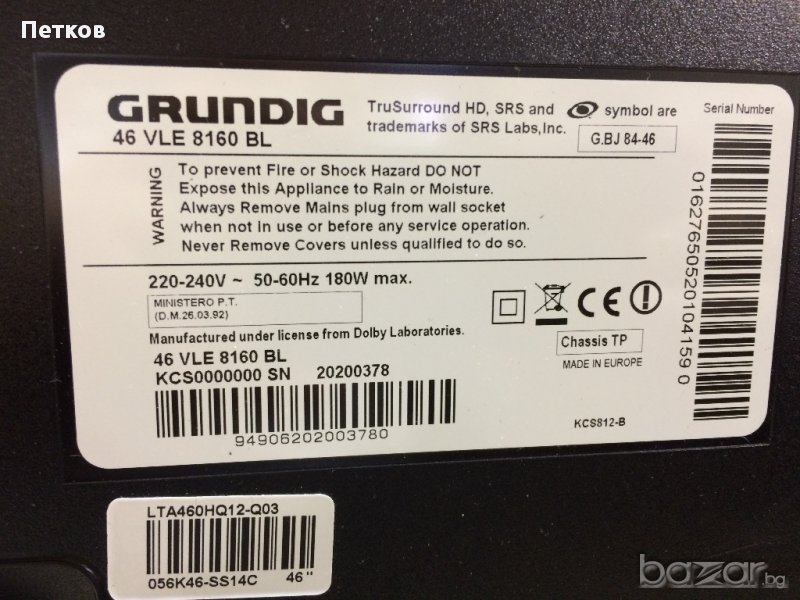 Петков
GRUNDIG
46 VLE 8160 BL
TruSurround HD, SRS and symbol are
trademarks of SRS Labs,Inc.
G.BJ 84-46
Serial Number
WARNING
To prevent Fire or Shock Hazard DO NOT
Expose this Appliance to Rain or Moisture.
Always Remove Mains plug from wall socket
when not in use or before any service operation.
Never Remove Covers unless qualified to do so.
01627650520104159 0
220-240V ~ 50-60Hz 180W max.
MINISTERO P.T.
(D.M.26.03.92)
CE
Manufactured under license from Dolby Laboratories.
Chassis TP
MADE IN EUROPE
46 VLE 8160 BL
KCS0000000 SN 20200378
94906202003780
KCS812-B
LTA460HQ12-Q03
056K46-SS14C 46"
bazar.bg